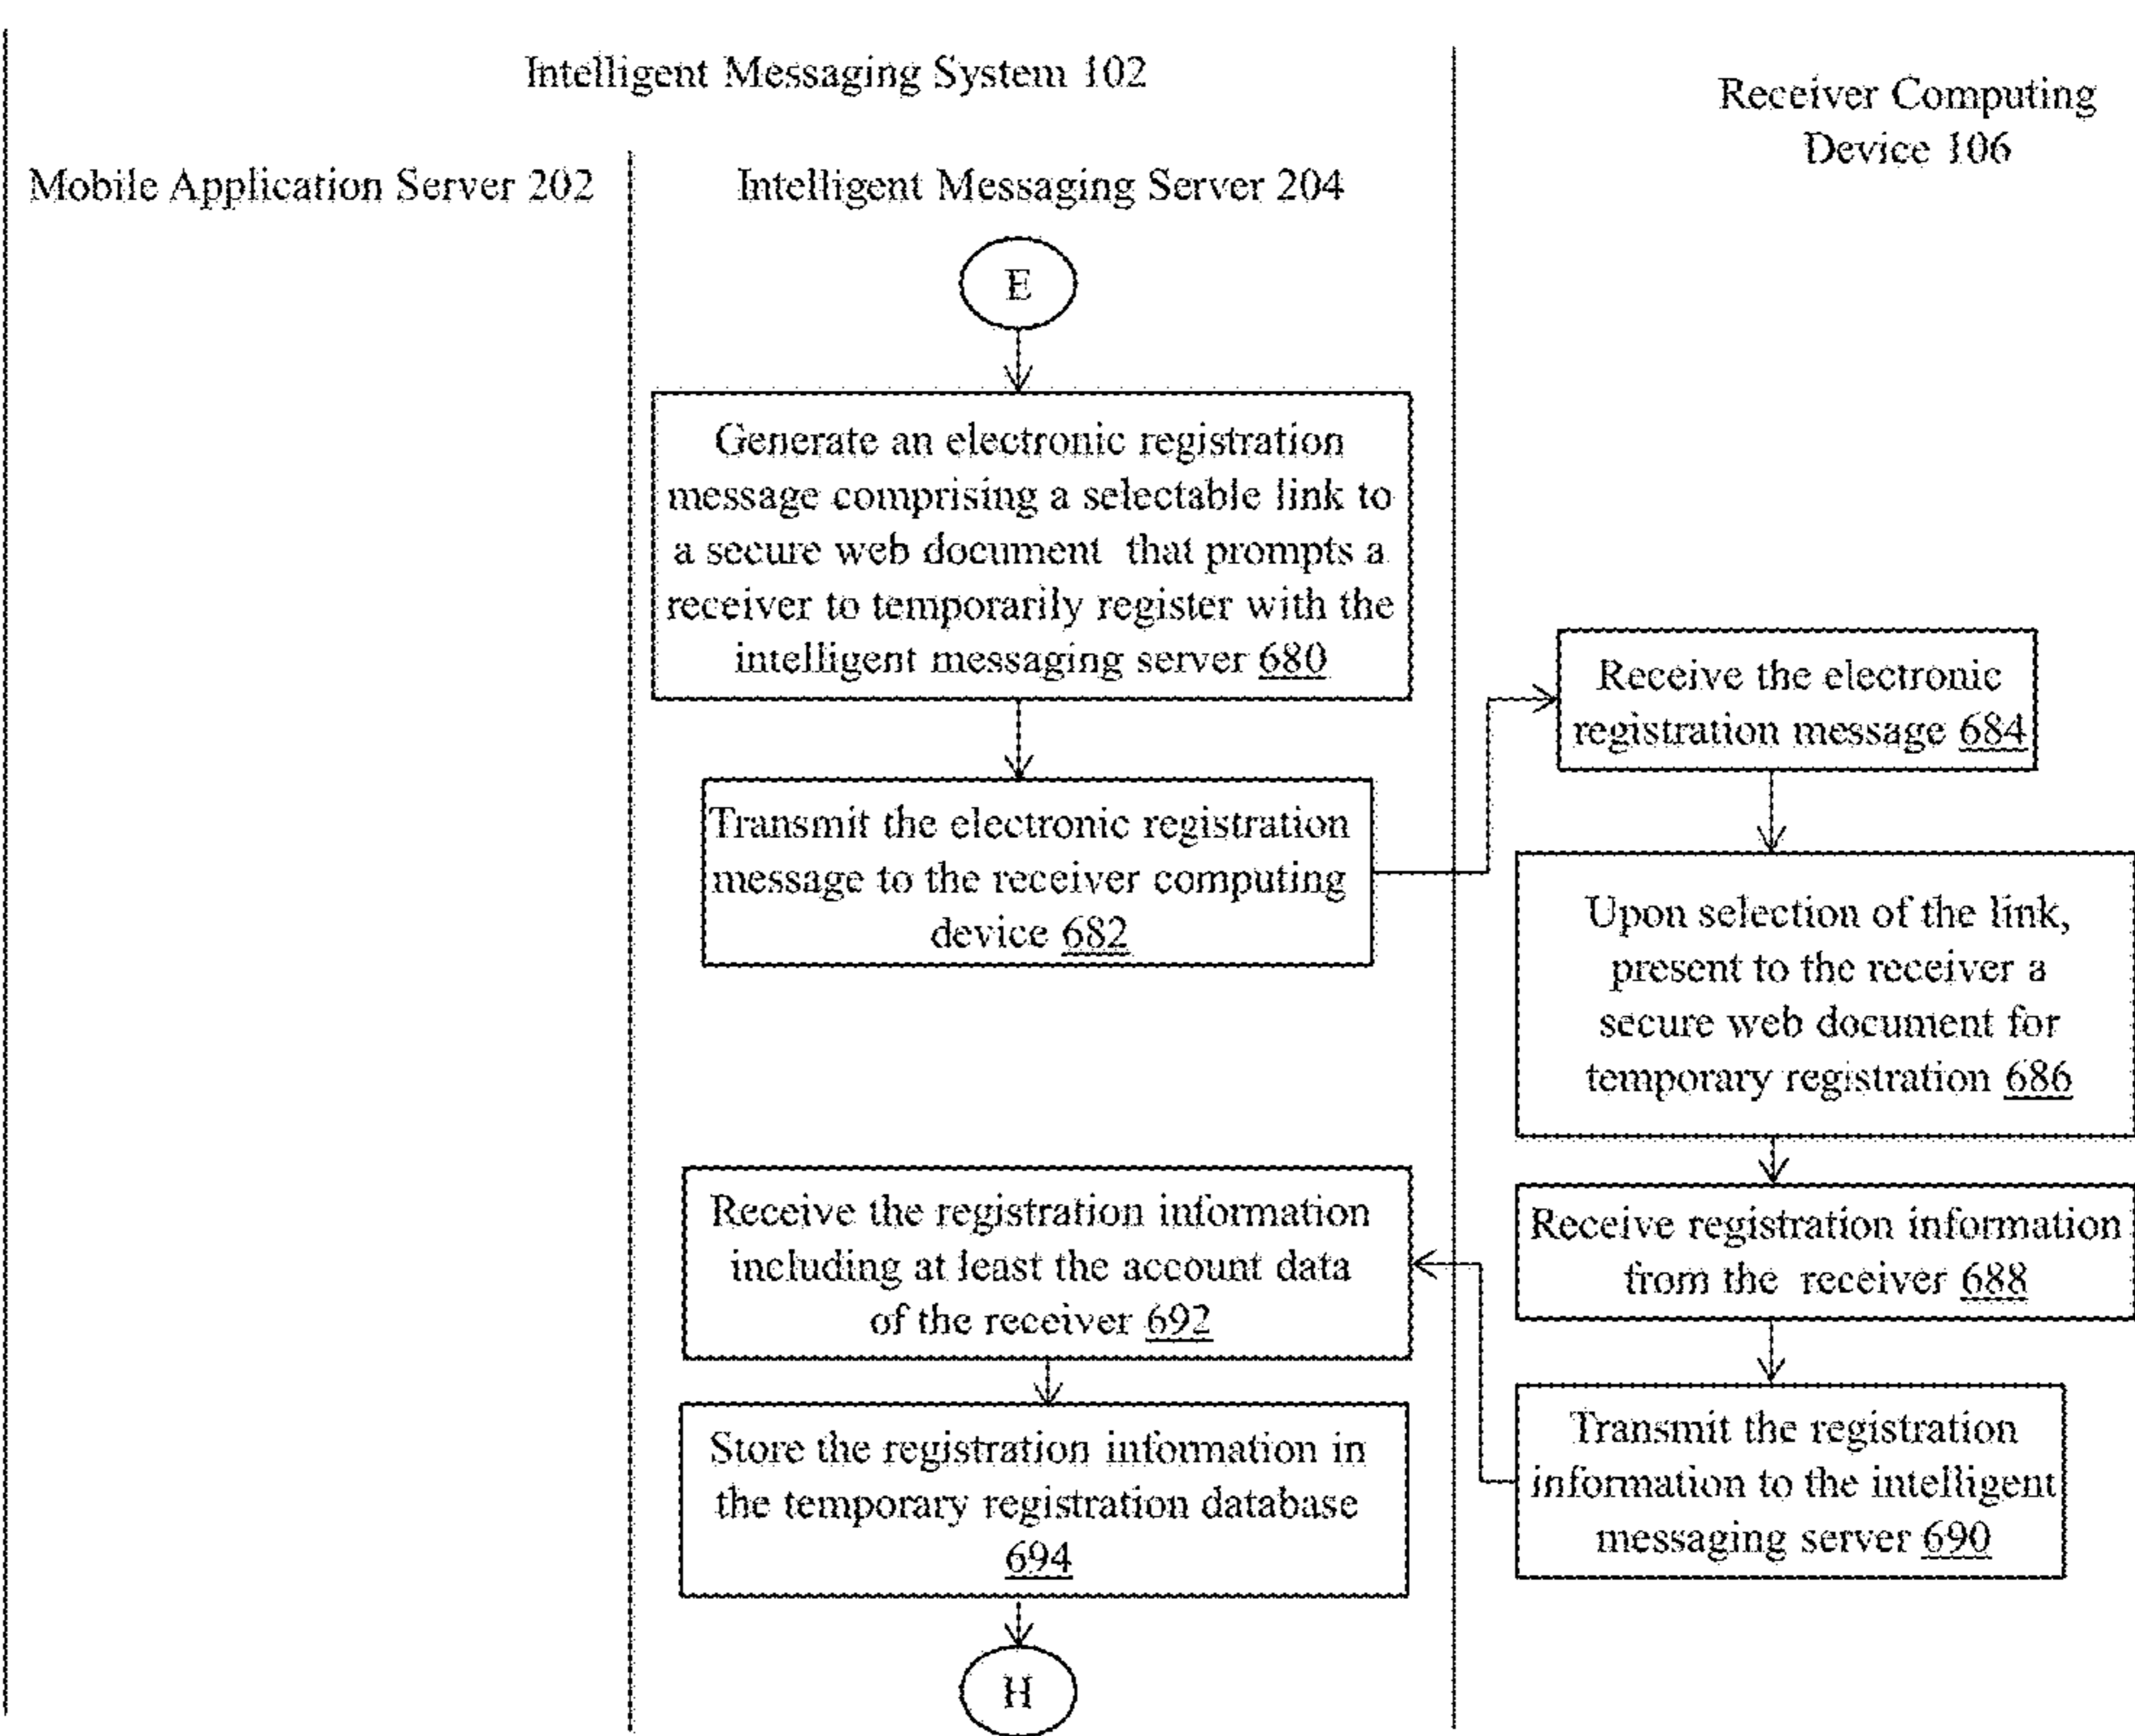 Intelligent Messaging System 102
Receiver Computing
Device 106
Mobile Application Server 202
Intelligent Messaging Server 204
E
Generate an electronic registration
message comprising a selectable link to
a secure web document that prompts a
receiver to temporarily register with the
intelligent messaging server 680
Transmit the electronic registration
message to the receiver computing
device 682
Receive the electronic
registration message 684
Upon selection of the link,
present to the receiver a
secure web document for
temporary registration 686
Receive registration information
from the receiver 688
Transmit the registration
information to the intelligent
messaging server 690
Receive the registration information
including at least the account data
of the receiver 692
Store the registration information in
the temporary registration database
694
H